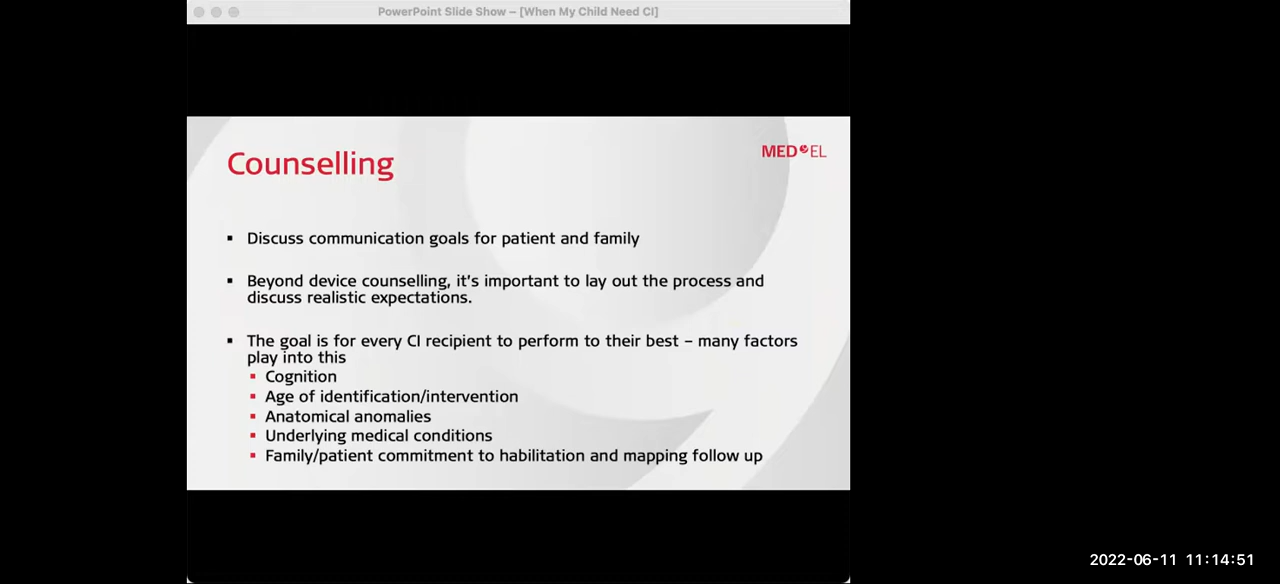 PowerPoint Slide Show – [When My Child Need CI]
Counselling
MED EL
▪ Discuss communication goals for patient and family
▪ Beyond device counselling, it's important to lay out the process and
discuss realistic expectations.
▪ The goal is for every CI recipient to perform to their best – many factors
play into this
▪ Cognition
▪ Age of identification/intervention
▪ Anatomical anomalies
▪ Underlying medical conditions
▪ Family/patient commitment to habilitation and mapping follow up
2022-06-11 11:14:51